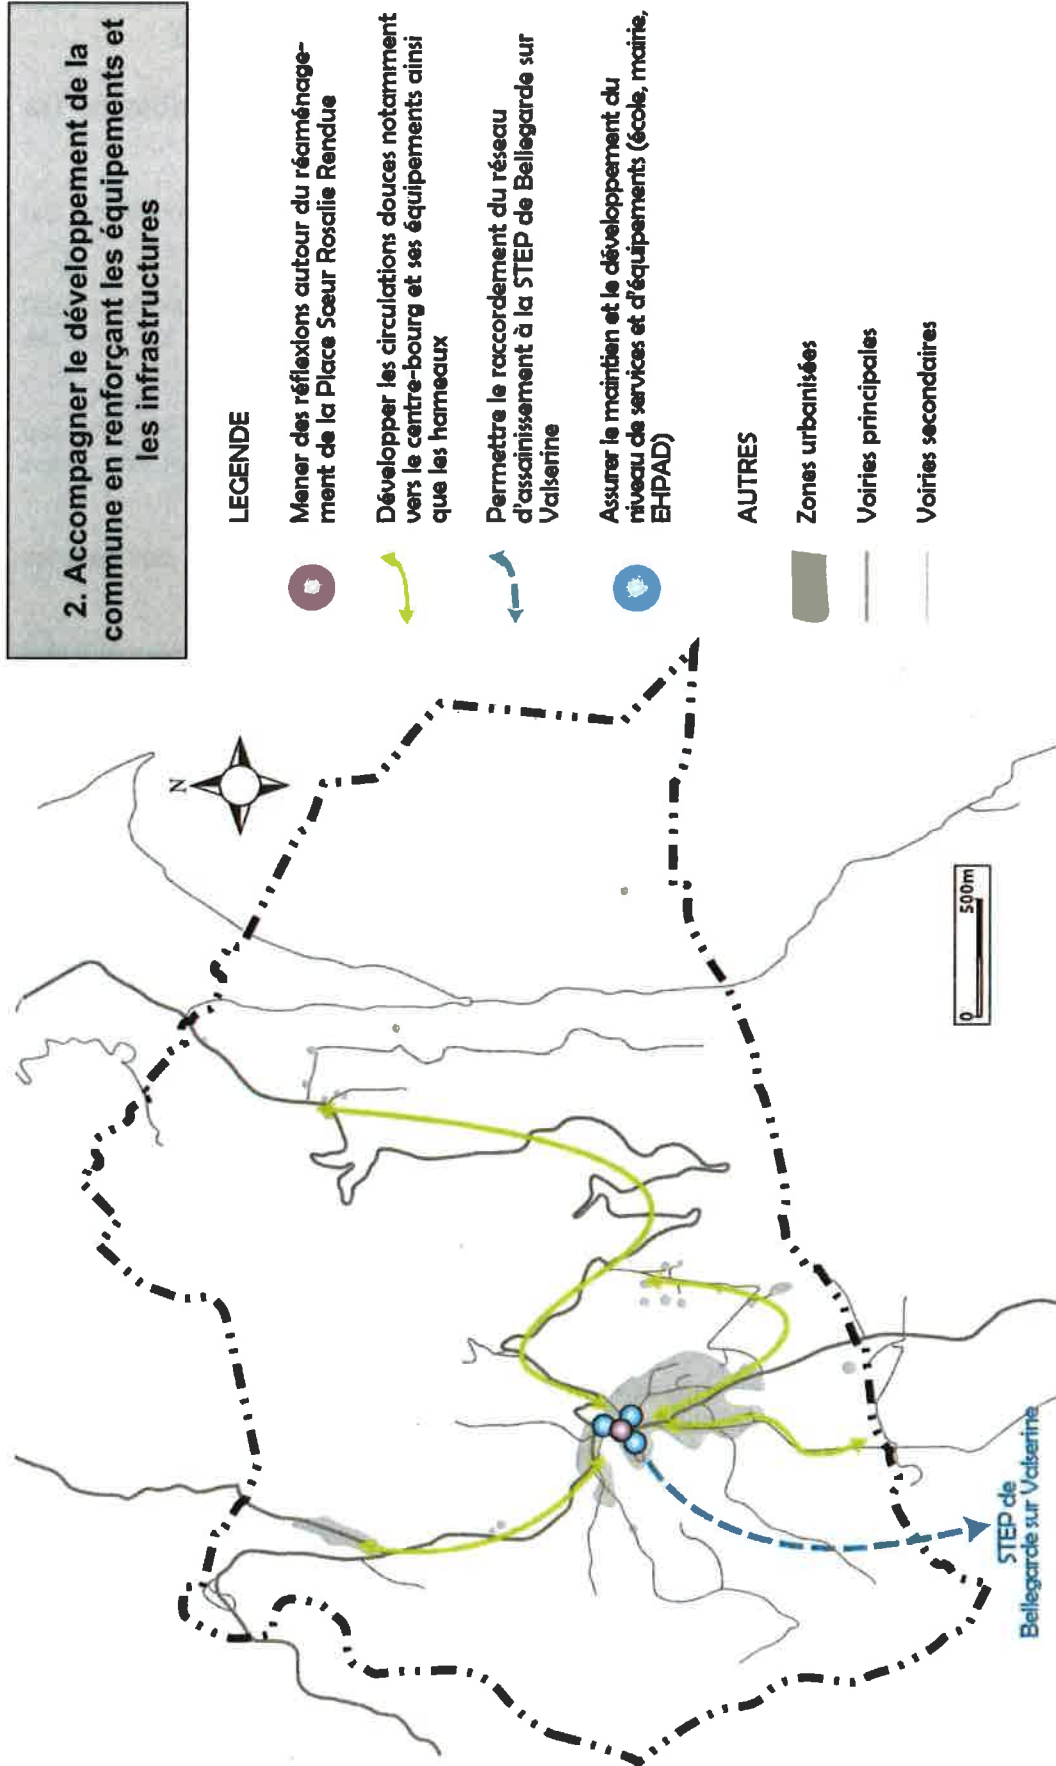 2. Accompagner le développement de la
commune en renforçant les équipements et
les infrastructures
LEGENDE
Mener des réflexions autour du réaménage-
ment de la Place Sœur Rosalie Rendue
Développer les circulations douces notamment
vers le centre-bourg et ses équipements ainsi
que les hameaux
Permettre le raccordement du réseau
d'assainissement à la STEP de Bellegarde sur
Valserine
Assurer le maintien et le développement du
niveau de services et d'équipements (école, mairie,
EHPAD)
AUTRES
Zones urbanisées
Voiries principales
Voiries secondaires
N
0 500m
STEP de
Bellegarde sur Valserine